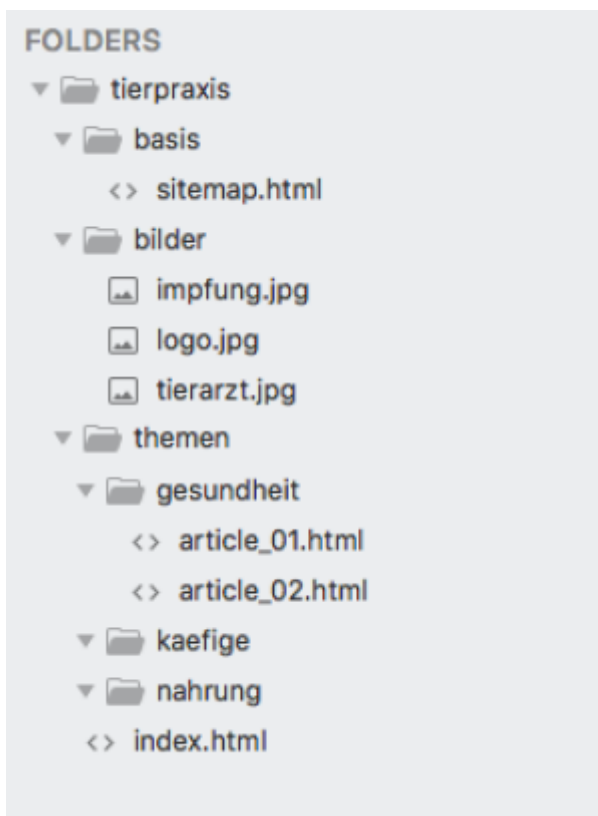 FOLDERS
tierpraxis
basis
sitemap.html
bilder
impfung.jpg
logo.jpg
tierarzt.jpg
themen
gesundheit
article_01.html
article_02.html
kaefige
nahrung
index.html